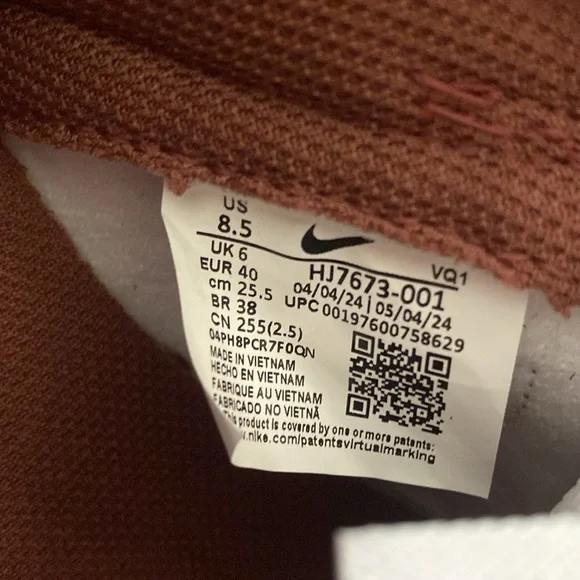 US
8.5
UK 6
EUR 40
cm 25.5
BR 38
CN 255(2.5)
VQ1
HJ7673-001
04/04/24 | 05/04/24
UPC 00197600758629
04PH8PCR7F0QN
MADE IN VIETNAM
HECHO EN VIETNAM
FABRIQUE AU VIETNAM
FABRICADO NO VIETNÃ
This product is covered by one or more patents:
.nike.com/patentsvirtualmarking